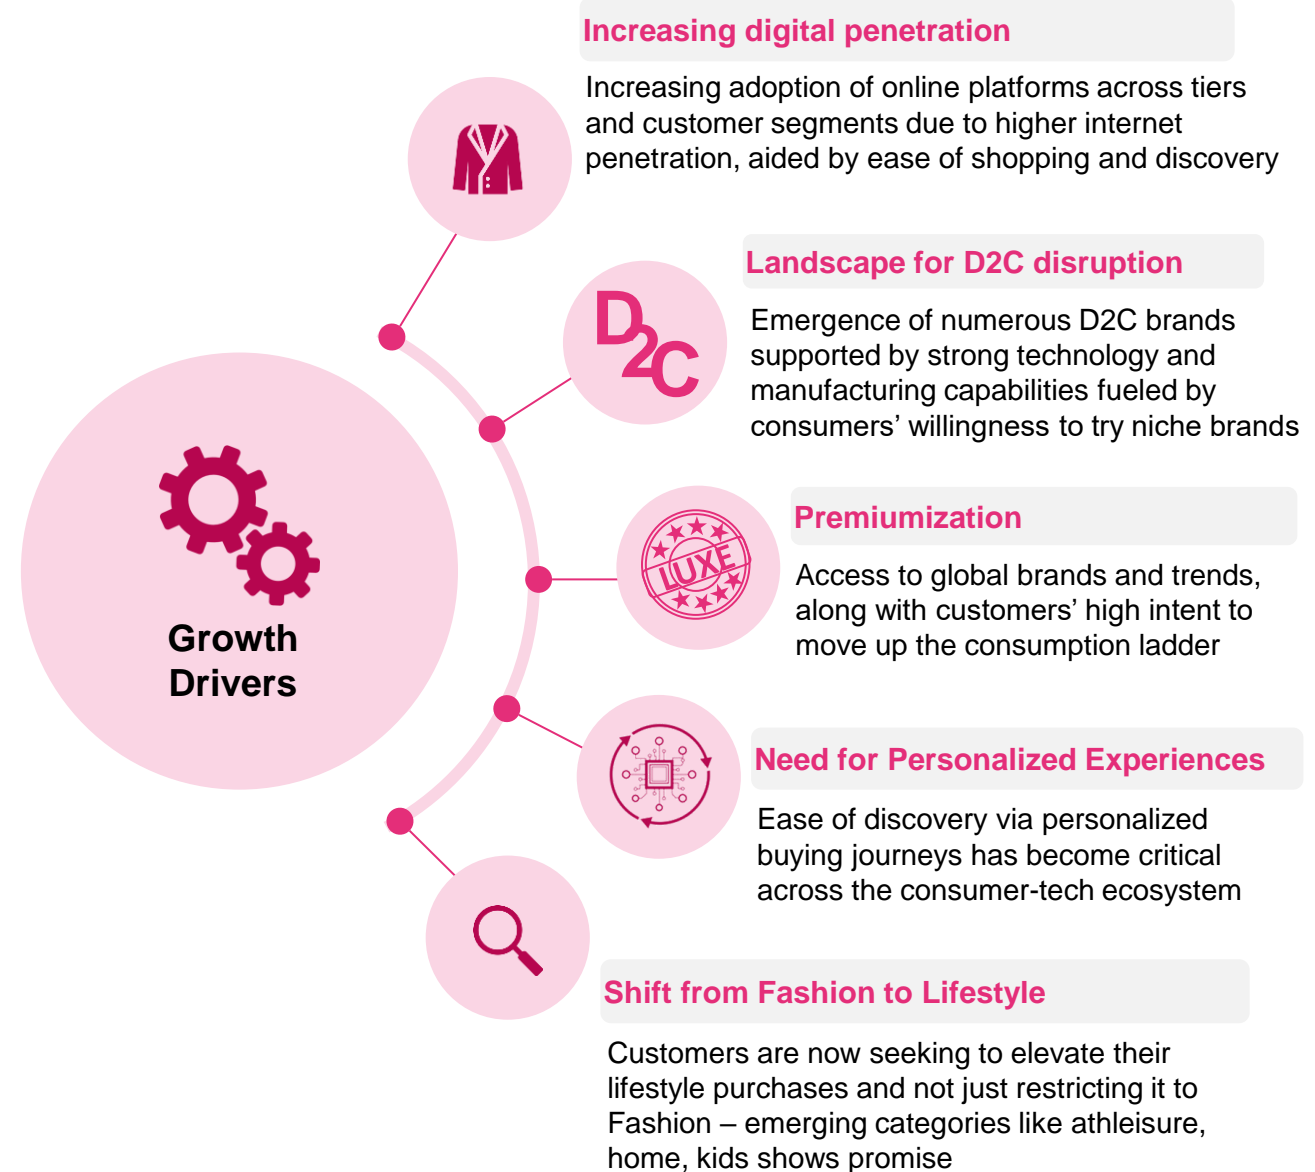 Increasing digital penetration
Increasing adoption of online platforms across tiers
and customer segments due to higher internet
penetration, aided by ease of shopping and discovery
D2C
Landscape for D2C disruption
Emergence of numerous D2C brands
supported by strong technology and
manufacturing capabilities fueled by
consumers’ willingness to try niche brands
Growth
Drivers
LUXE
Premiumization
Access to global brands and trends,
along with customers’ high intent to
move up the consumption ladder
Need for Personalized Experiences
Ease of discovery via personalized
buying journeys has become critical
across the consumer-tech ecosystem
Shift from Fashion to Lifestyle
Customers are now seeking to elevate their
lifestyle purchases and not just restricting it to
Fashion – emerging categories like athleisure,
home, kids shows promise